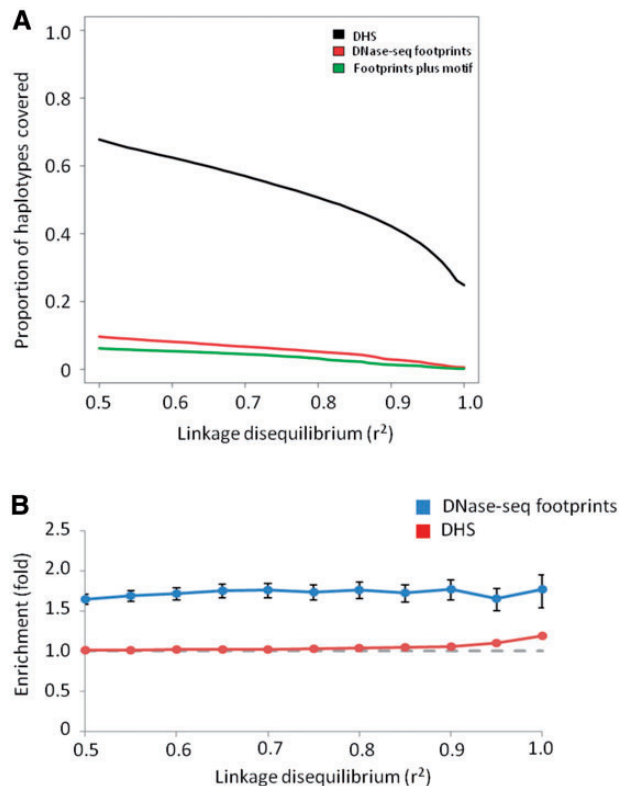 A
1.0
0.8
0.6
0.4
0.2
0
Proportion of haplotypes covered
DHS
DNase-seq footprints
Footprints plus motif
0.5 0.6 0.7 0.8 0.9 1.0
Linkage disequilibrium (r²)
B
DNase-seq footprints
DHS
2.5
2.0
1.5
1.0
0.5
0
Enrichment (fold)
0.5 0.6 0.7 0.8 0.9 1.0
Linkage disequilibrium (r²)